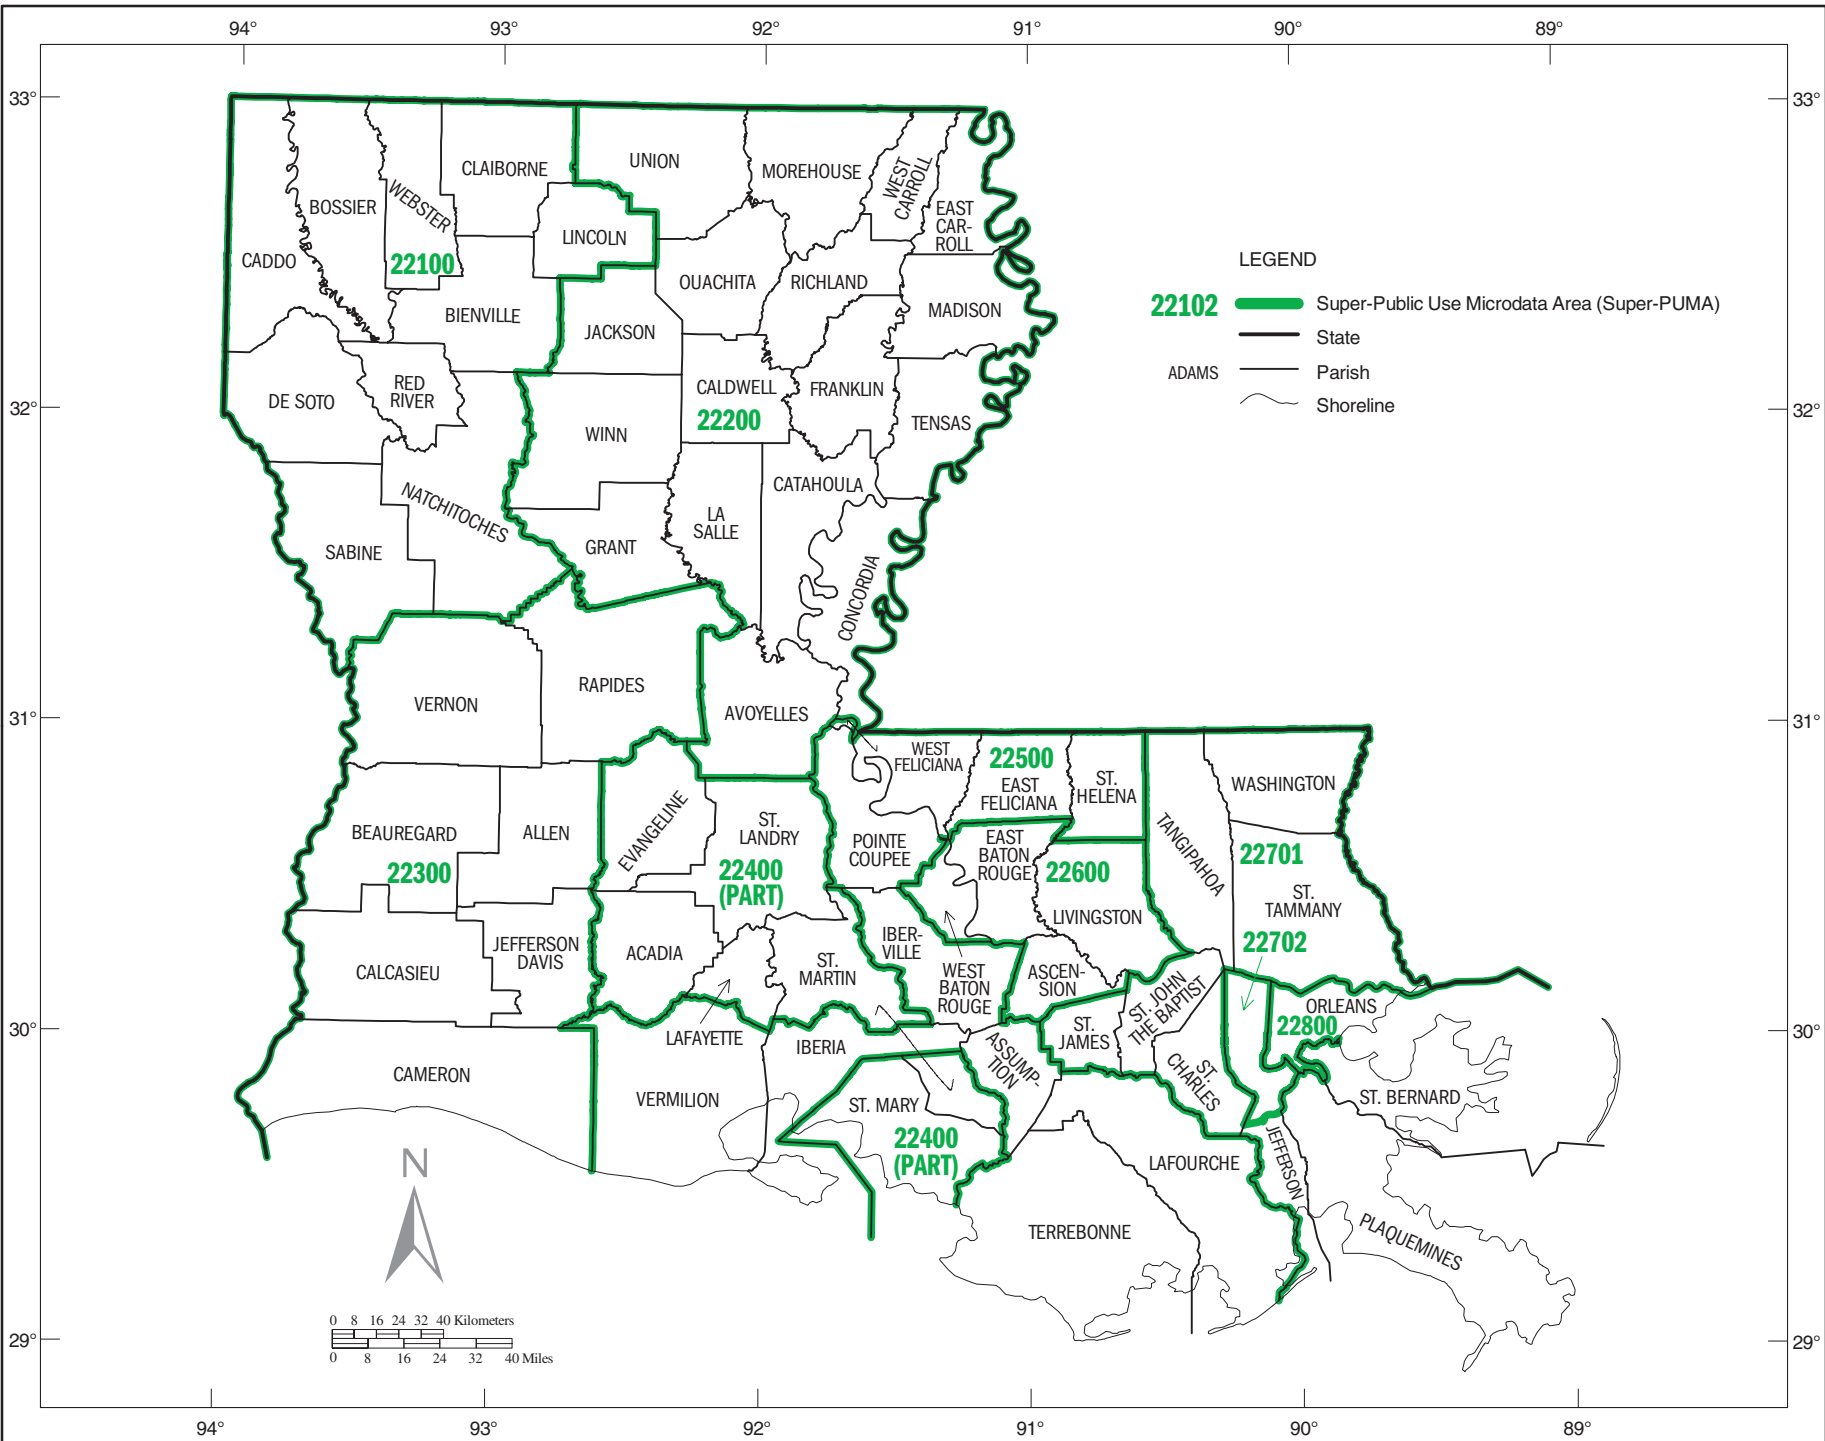 94°
93°
92°
91°
90°
89°
33°
33°
CLAIBORNE
UNION
MOREHOUSE
WEST
CARROLL
WEBSTER
BOSSIER
EAST
CAR-
ROLL
LINCOLN
CADDO
22100
OUACHITA
RICHLAND
LEGEND
22102
Super-Public Use Microdata Area (Super-PUMA)
State
ADAMS
Parish
Shoreline
BIENVILLE
JACKSON
MADISON
RED
RIVER
DE SOTO
CALDWELL
22200
FRANKLIN
32°
32°
WINN
TENSAS
CATAHOULA
NATCHITOCHES
LA
SALLE
SABINE
GRANT
CONCORDIA
VERNON
RAPIDES
AVOYELLES
31°
31°
WEST
FELICIANA
22500
EAST
FELICIANA
ST.
HELENA
WASHINGTON
BEAUREGARD
22300
ALLEN
EVANGELINE
ST.
LANDRY
22400
(PART)
POINTE
COUPEE
EAST
BATON
ROUGE
22600
LIVINGSTON
TANGIPAHOA
22701
ST.
TAMMANY
22702
CALCASIEU
JEFFERSON
DAVIS
ACADIA
ST.
MARTIN
IBER-
VILLE
WEST
BATON
ROUGE
ASCEN-
SION
ST. JOHN
THE BAPTIST
ORLEANS
22800
30°
30°
LAFAYETTE
IBERIA
ASSUMP-
TION
ST.
JAMES
ST.
CHARLES
CAMERON
VERMILION
ST. MARY
22400
(PART)
ST. BERNARD
JEFFERSON
LAFOURCHE
TERREBONNE
PLAQUEMINES
N
0 8 16 24 32 40 Kilometers
0 8 16 24 32 40 Miles
29°
29°
94°
93°
92°
91°
90°
89°